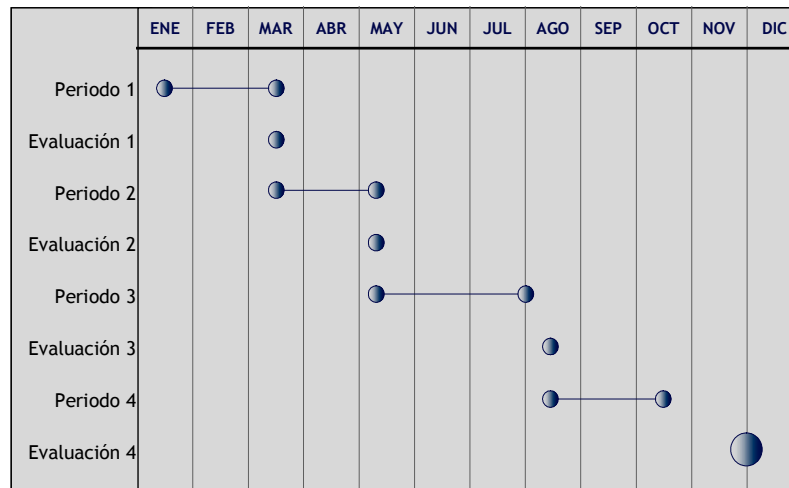 ENE FEB MAR ABR MAY JUN JUL AGO SEP OCT NOV DIC
Periodo 1
Evaluación 1
Periodo 2
Evaluación 2
Periodo 3
Evaluación 3
Periodo 4
Evaluación 4